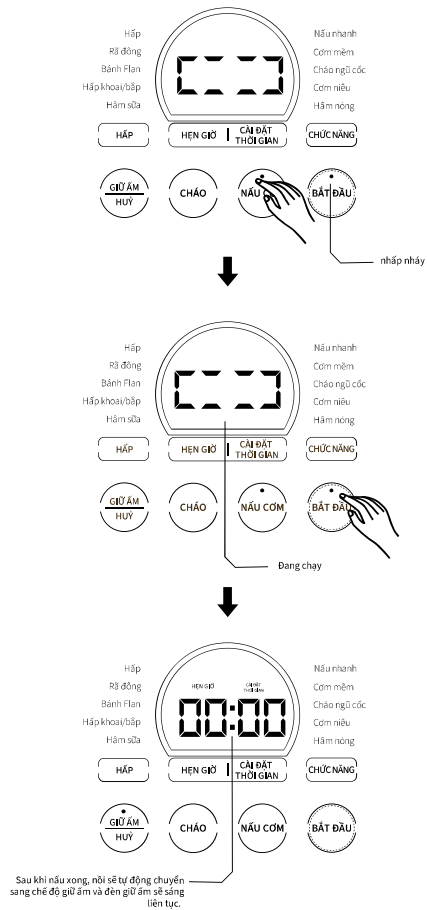 Hấp
Rã đông
Bánh Flan
Hấp khoai/bắp
Hâm sữa
Nấu nhanh
Cơm mềm
Cháo ngũ cốc
Cơm niêu
Hâm nóng
HẤP
HẸN GIỜ
CÀI ĐẶT
THỜI GIAN
CHỨC NĂNG
GIỮ ẤM
HUỶ
CHÁO
NẤU C
BẮT ĐẦU
nhấp nháy
Hấp
Rã đông
Bánh Flan
Hấp khoai/bắp
Hâm sữa
Nấu nhanh
Cơm mềm
Cháo ngũ cốc
Cơm niêu
Hâm nóng
HẤP
HẸN GIỜ
CÀI ĐẶT
THỜI GIAN
CHỨC NĂNG
GIỮ ẤM
HUỶ
CHÁO
NẤU CƠM
BẮT ĐẦU
Đang chạy
Hấp
Rã đông
Bánh Flan
Hấp khoai/bắp
Hâm sữa
HẸN GIỜ
CÀI ĐẶT
THỜI GIAN
00:00
Nấu nhanh
Cơm mềm
Cháo ngũ cốc
Cơm niêu
Hâm nóng
HẤP
HẸN GIỜ
CÀI ĐẶT
THỜI GIAN
CHỨC NĂNG
GIỮ ẤM
HUỶ
CHÁO
NẤU CƠM
BẮT ĐẦU
Sau khi nấu xong, nồi sẽ tự động chuyển
sang chế độ giữ ấm và đèn giữ ấm sẽ sáng
liên tục.